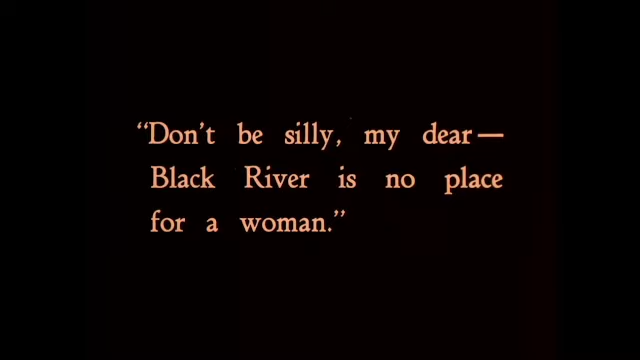 “Don’t be silly, my dear—
Black River is no place
for a woman.”